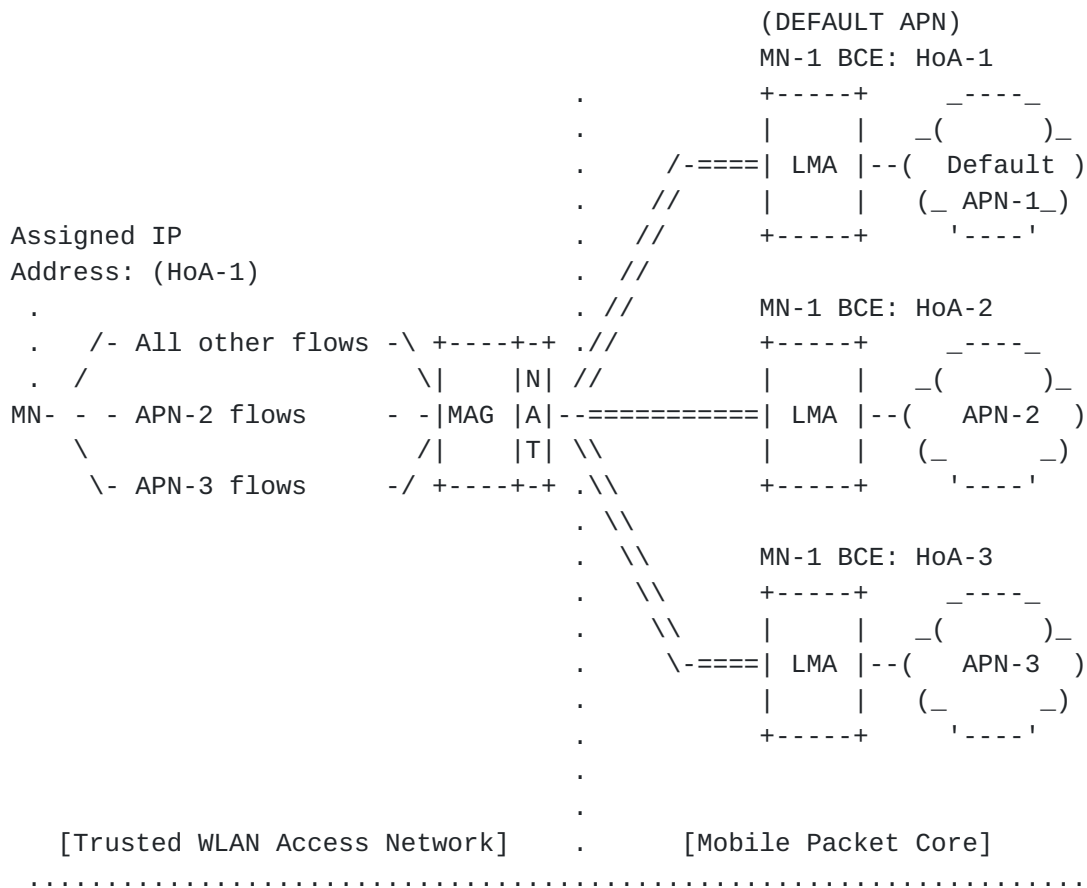 (DEFAULT APN)
                                                MN-1 BCE: HoA-1
                                    .           +-----+     _----_
                                    .           |     |   _(      )_
                                    .     /-====| LMA |--(  Default )
                                    .    //     |     |   (_ APN-1_)
Assigned IP                         .   //      +-----+     '----'
Address: (HoA-1)                    .  //
 .                                  . //        MN-1 BCE: HoA-2
 .   /- All other flows -\ +----+-+ .//         +-----+     _----_
 .  /                     \|    |N| //          |     |   _(      )_
MN- - - APN-2 flows     - -|MAG |A|--===========| LMA |--(   APN-2  )
    \                     /|    |T| \\          |     |   (_      _)
     \- APN-3 flows     -/ +----+-+ .\\         +-----+     '----'
                                    . \\
                                    .  \\       MN-1 BCE: HoA-3
                                    .   \\      +-----+     _----_
                                    .    \\     |     |   _(      )_
                                    .     \-====| LMA |--(   APN-3  )
                                    .           |     |   (_      _)
                                    .           +-----+     '----'
                                    .
                                    .
   [Trusted WLAN Access Network]    .      [Mobile Packet Core]
 ....................................................................